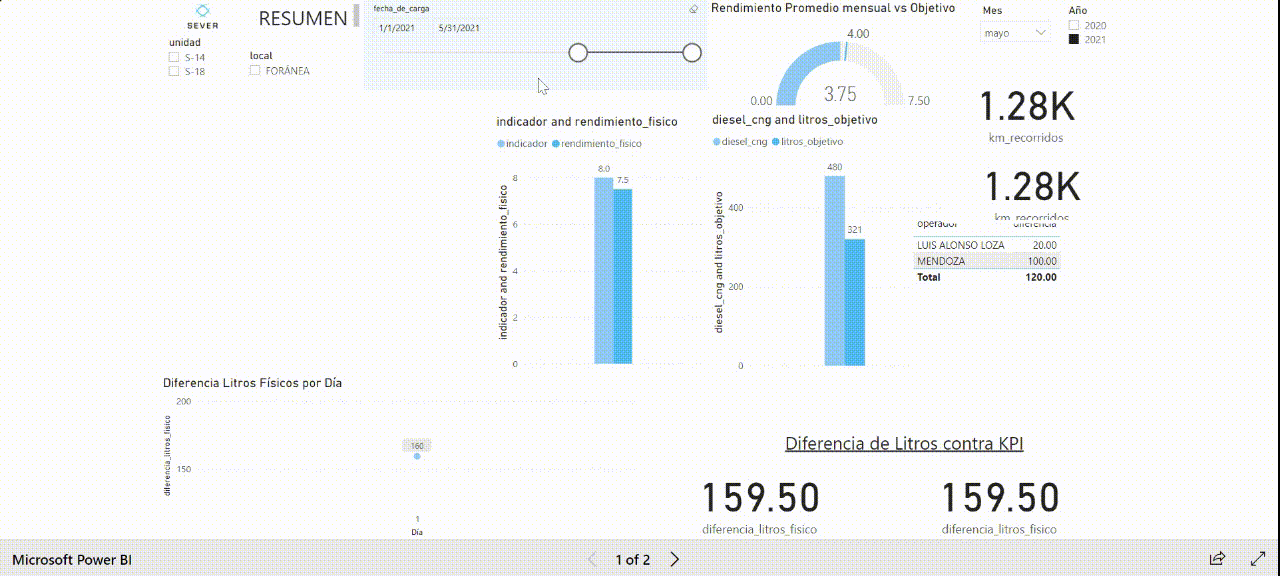 SEVER
RESUMEN
unidad
S-14
S-18
local
FORÁNEA
fecha_de_carga
1/1/2021
5/31/2021
Rendimiento Promedio mensual vs Objetivo
4.00
0.00
3.75
7.50
Mes
mayo
Año
2020
2021
1.28K
km_recorridos
1.28K
km_recorridos
indicador and rendimiento_fisico
indicador
rendimiento_fisico
indicador and rendimiento_fisico
8
6
4
2
0
8.0
7.5
diesel_cng and litros_objetivo
diesel_cng
litros_objetivo
diesel_cng and litros_objetivo
400
200
0
480
321
operador diferencia
LUIS ALONSO LOZA 20.00
MENDOZA 100.00
Total 120.00
Diferencia Litros Físicos por Día
diferencia_litros_fisico
200
150
160
1
Día
Diferencia de Litros contra KPI
159.50
diferencia_litros_fisico
159.50
diferencia_litros_fisico
Microsoft Power BI
1 of 2